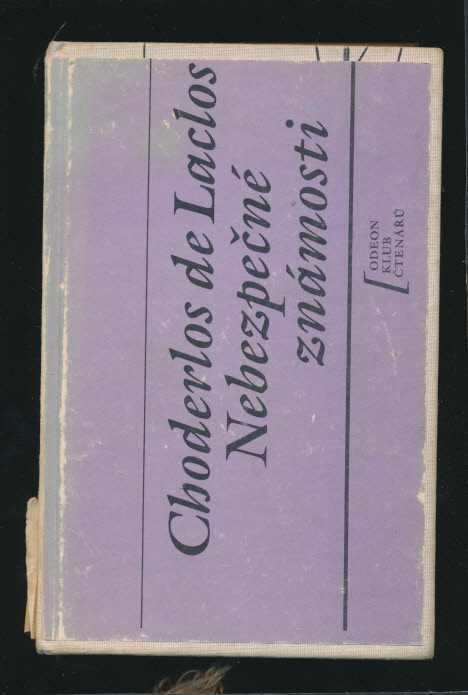 Choderlos de Laclos
Nebezpečné
známosti
ODEON
KLUB
ČTENÁŘŮ